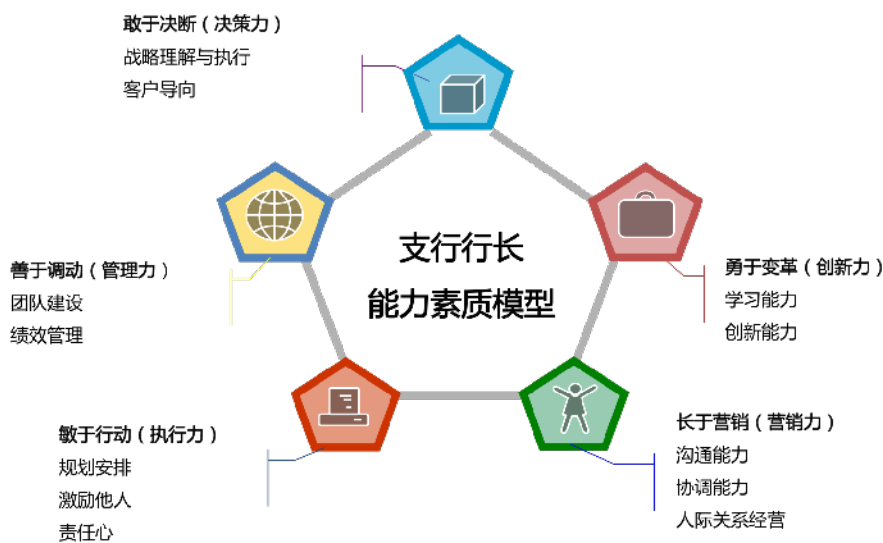 敢于决断（决策力）
战略理解与执行
客户导向
支行行长
能力素质模型
善于调动（管理力）
团队建设
绩效管理
勇于变革（创新力）
学习能力
创新能力
敏于行动（执行力）
规划安排
激励他人
责任心
长于营销（营销力）
沟通能力
协调能力
人际关系经营